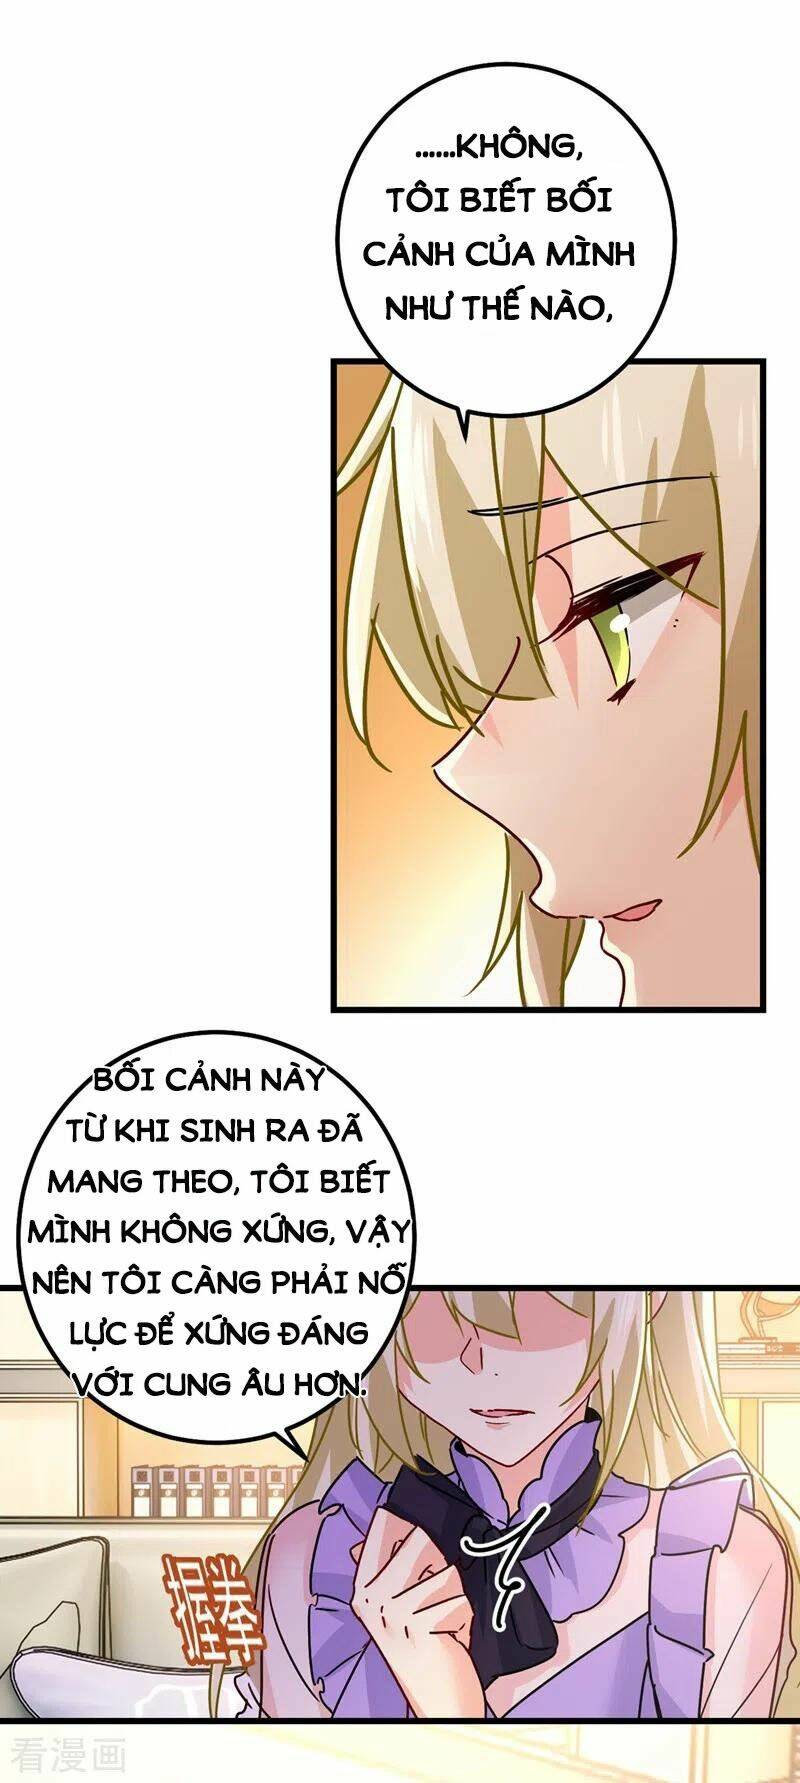 ......KHÔNG,
TÔI BIẾT BỐI
CẢNH CỦA MÌNH
NHƯ THẾ NÀO,
BỐI CẢNH NÀY
TỪ KHI SINH RA ĐÃ
MANG THEO, TÔI BIẾT
MÌNH KHÔNG XỨNG, VẬY
NÊN TÔI CÀNG PHẢI NỖ
LỰC ĐỂ XỨNG ĐÁNG
VỚI CUNG ÂU HƠN.
握拳
看漫画